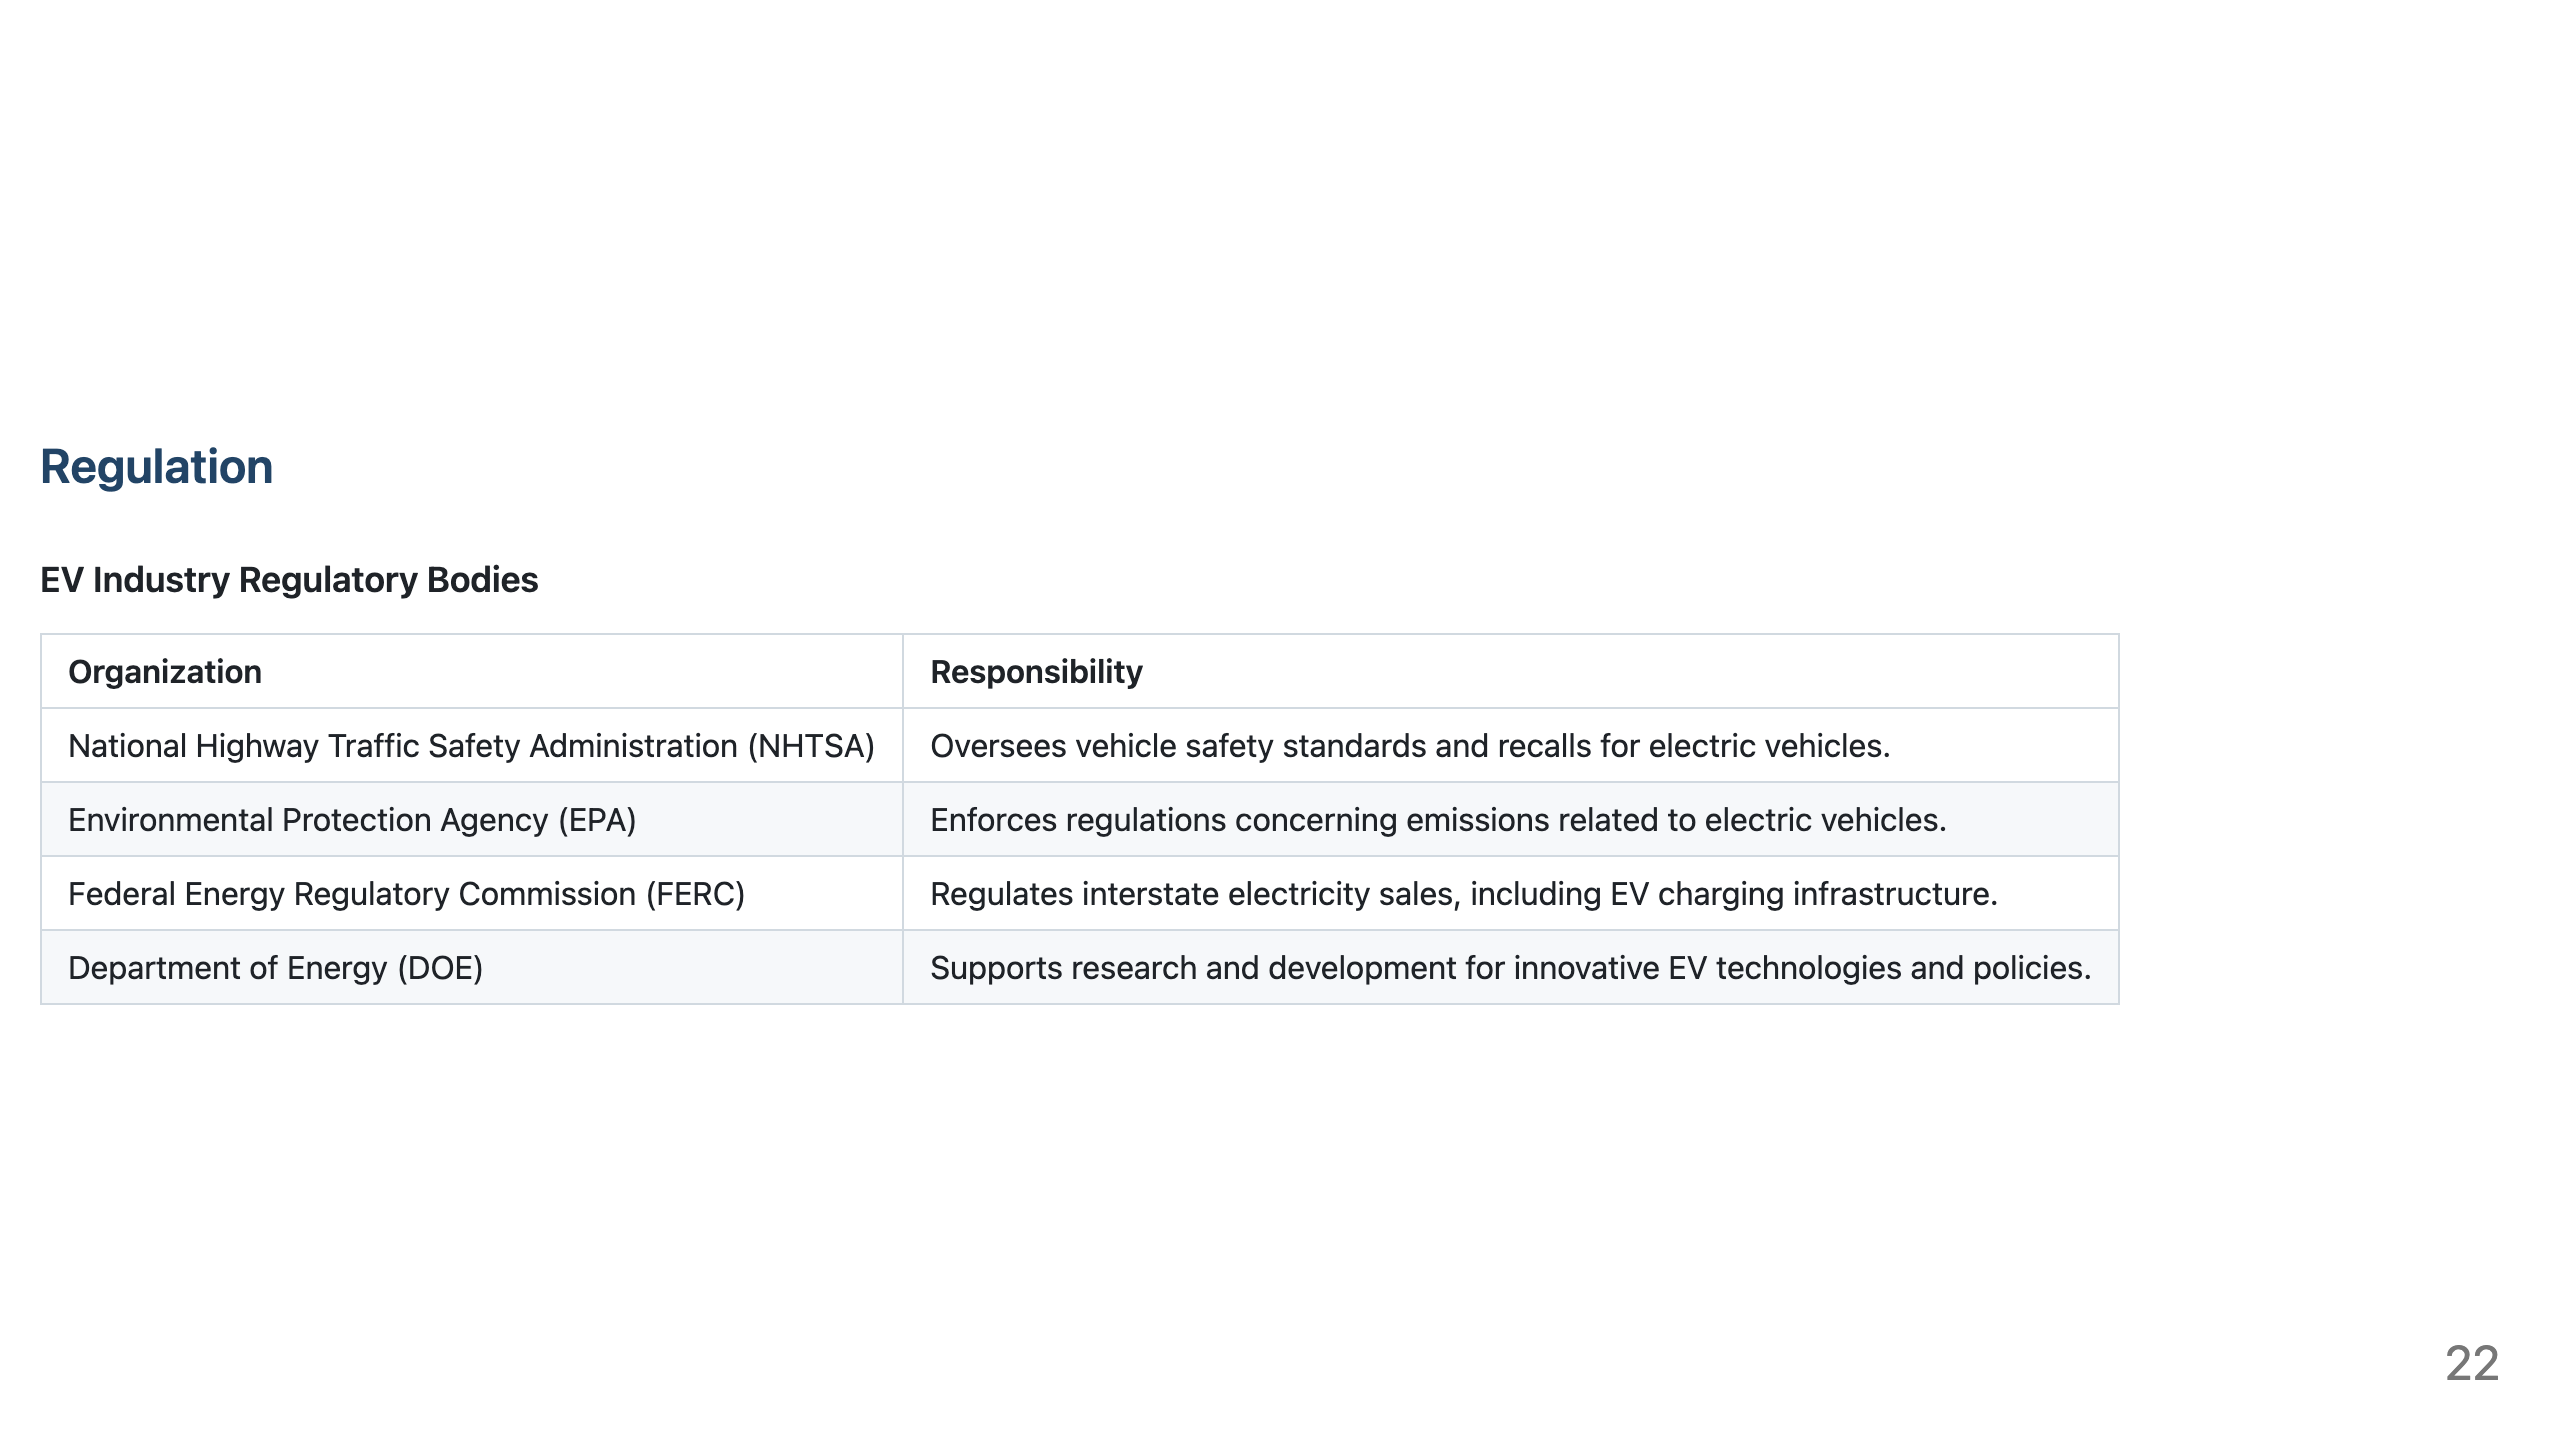 Regulation
EV Industry Regulatory Bodies
Organization Responsibility
National Highway Traffic Safety Administration (NHTSA) Oversees vehicle safety standards and recalls for electric vehicles.
Environmental Protection Agency (EPA) Enforces regulations concerning emissions related to electric vehicles.
Federal Energy Regulatory Commission (FERC) Regulates interstate electricity sales, including EV charging infrastructure.
Department of Energy (DOE) Supports research and development for innovative EV technologies and policies.
22